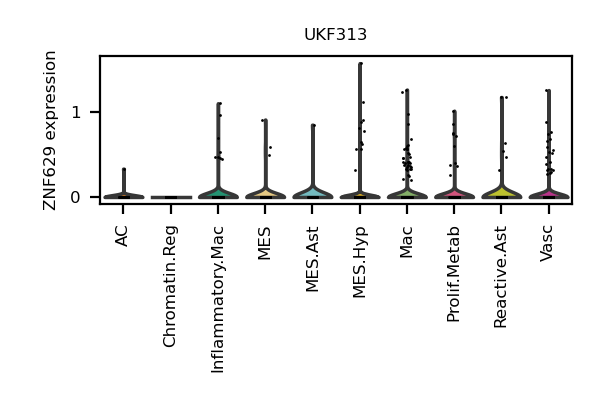 UKF313
ZNF629 expression
1
0
AC
Chromatin.Reg
Inflammatory.Mac
MES
MES.Ast
MES.Hyp
Mac
Prolif.Metab
Reactive.Ast
Vasc